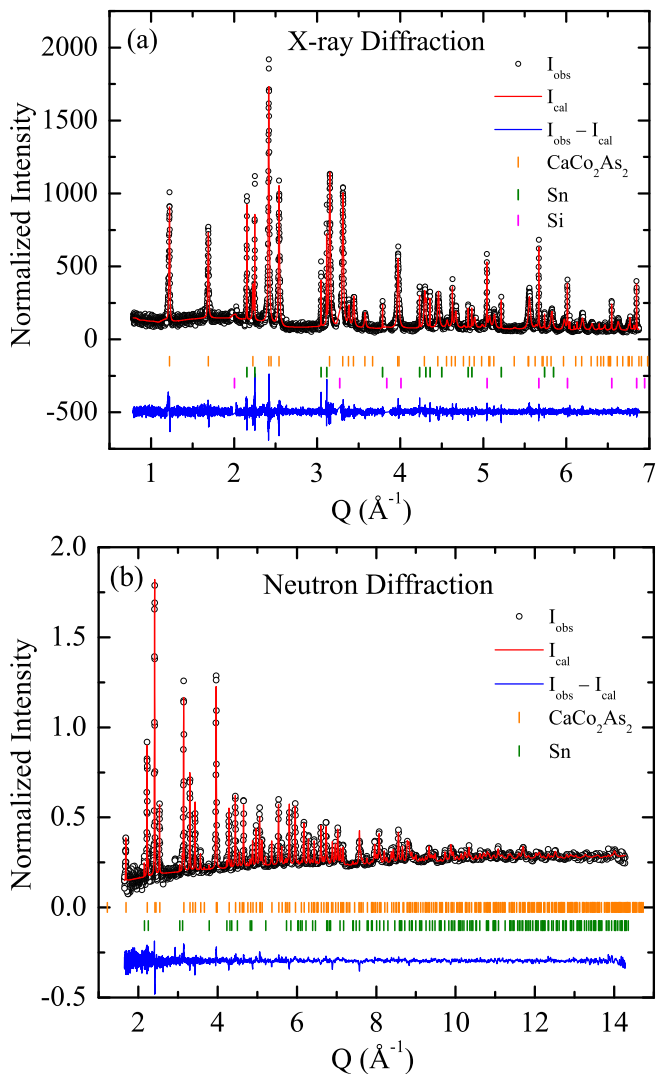 (a) X-ray Diffraction
I_obs
I_cal
I_obs – I_cal
CaCo₂As₂
Sn
Si
Normalized Intensity
2000
1500
1000
500
0
-500
1 2 3 4 5 6 7
Q (Å⁻¹)
(b) Neutron Diffraction
I_obs
I_cal
I_obs – I_cal
CaCo₂As₂
Sn
Normalized Intensity
2.0
1.5
1.0
0.5
0.0
-0.5
2 4 6 8 10 12 14
Q (Å⁻¹)